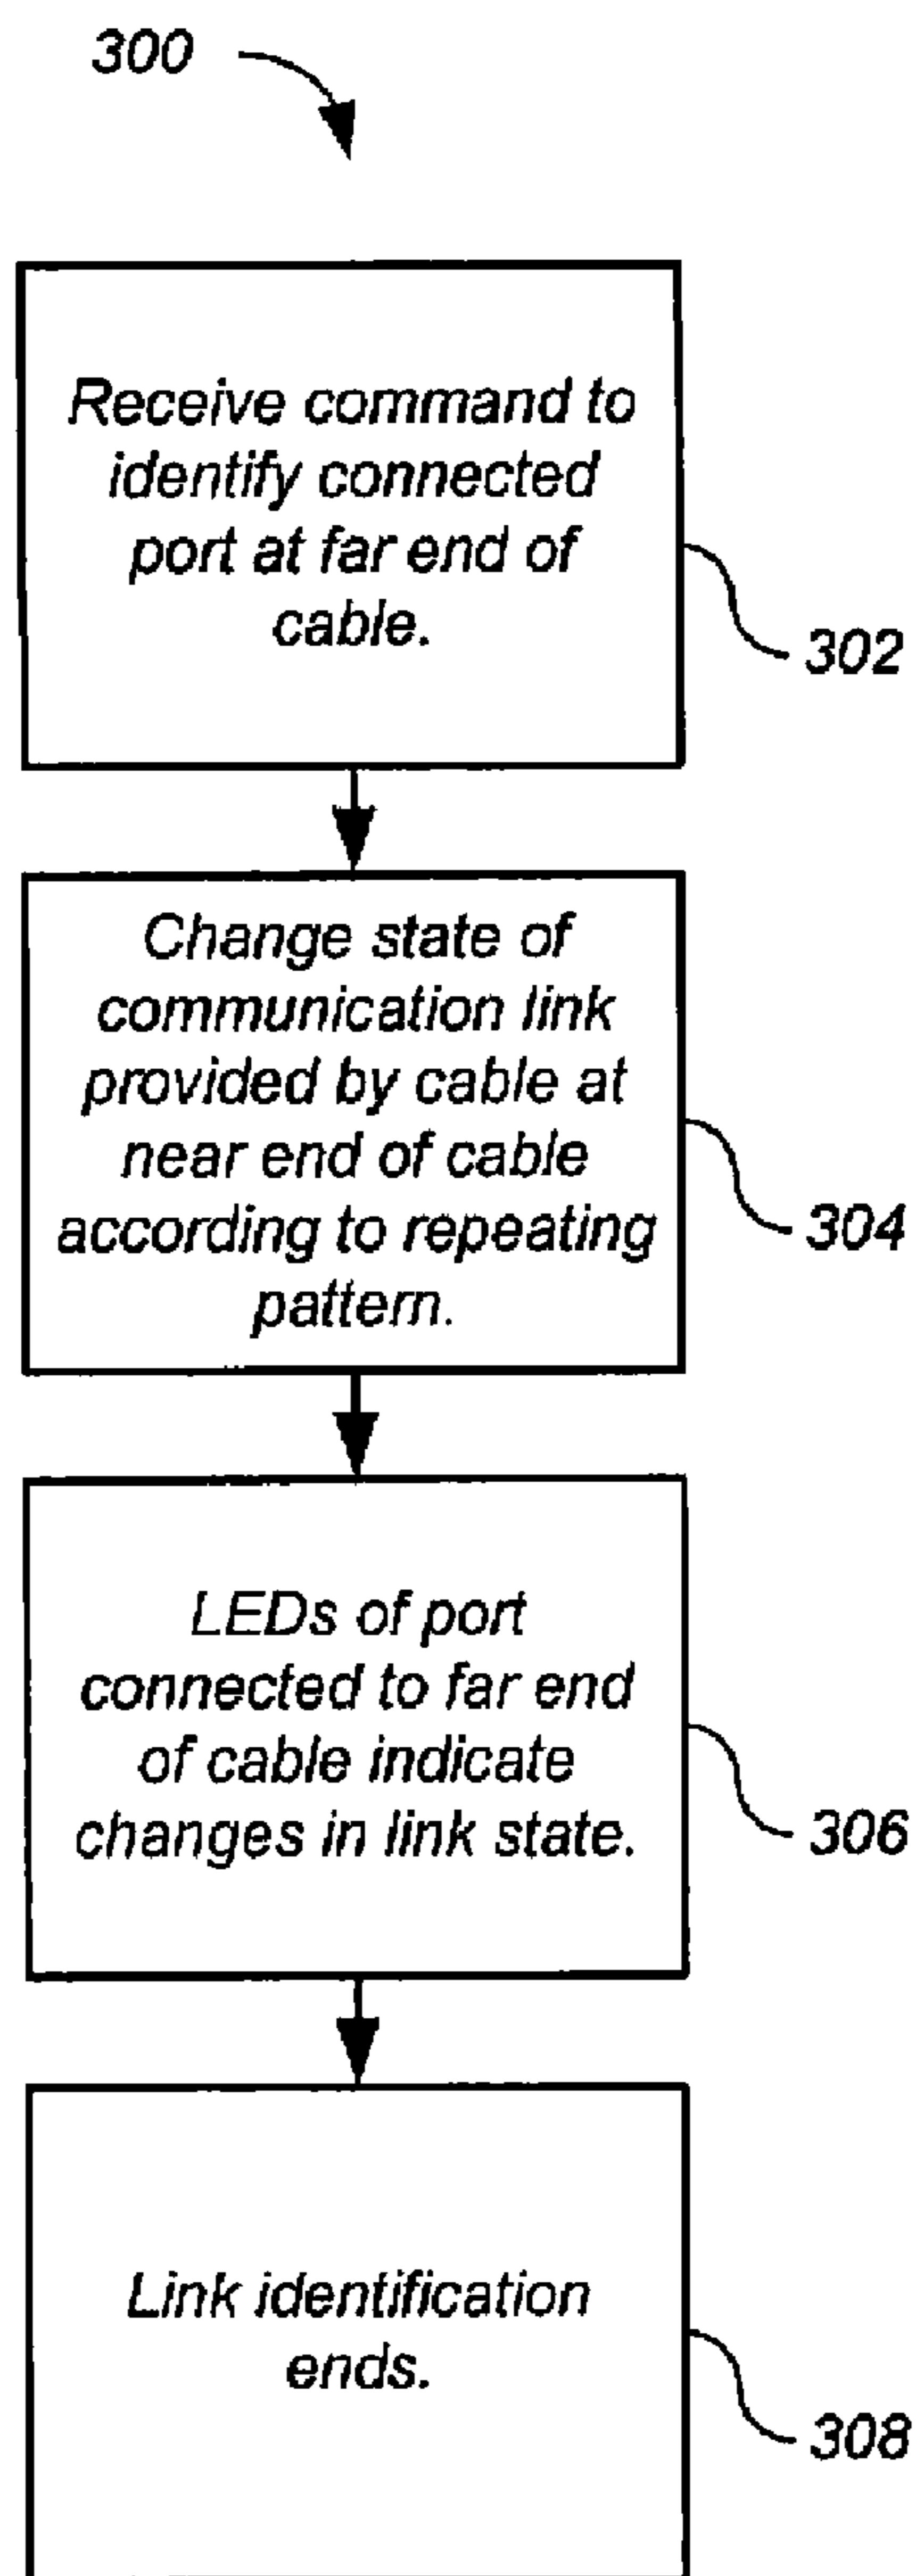 300
Receive command to
identify connected
port at far end of
cable.
302
Change state of
communication link
provided by cable at
near end of cable
according to repeating
pattern.
304
LEDs of port
connected to far end
of cable indicate
changes in link state.
306
Link identification
ends.
308